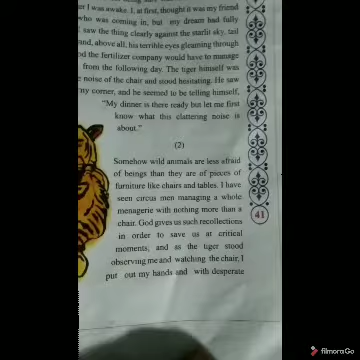 er I was awake. I, at first, thought it was my friend
who was coming in, but my dream had fully
I saw the thing clearly against the starlit sky, tail
nd, above all, his terrible eyes gleaming through
nd the fertilizer company would have to manage
from the following day. The tiger himself was
e noise of the chair and stood hesitating. He saw
my corner, and he seemed to be telling himself,
"My dinner is there ready but let me first
know what this clattering noise is
about."
(2)
Somehow wild animals are less afraid
of beings than they are of pieces of
furniture like chairs and tables. I have
seen circus men managing a whole
menagerie with nothing more than a
chair. God gives us such recollections
in order to save us at critical
moments; and as the tiger stood
observing me and watching the chair, I
put out my hands and with desperate
41
filmoraGo